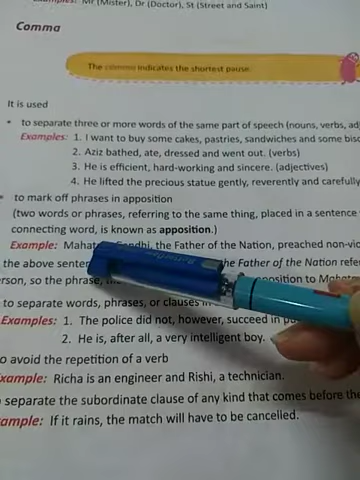 Examples: Mr (Mister), Dr (Doctor), St (Street and Saint)
Comma
The comma indicates the shortest pause.
It is used
to separate three or more words of the same part of speech (nouns, verbs, adj
Examples: 1. I want to buy some cakes, pastries, sandwiches and some bisc
2. Aziz bathed, ate, dressed and went out. (verbs)
3. He is efficient, hard-working and sincere. (adjectives)
4. He lifted the precious statue gently, reverently and carefully
to mark off phrases in apposition
(two words or phrases, referring to the same thing, placed in a sentence
connecting word, is known as apposition.)
Example: Mahat Gandhi, the Father of the Nation, preached non-vio
the above senten the Father of the Nation refe
erson, so the phrase, the pposition to Mahatm
to separate words, phrases, or clauses in
Examples: 1. The police did not, however, succeed in
2. He is, after all, a very intelligent boy.
o avoid the repetition of a verb
xample: Richa is an engineer and Rishi, a technician.
separate the subordinate clause of any kind that comes before the
ample: If it rains, the match will have to be cancelled.